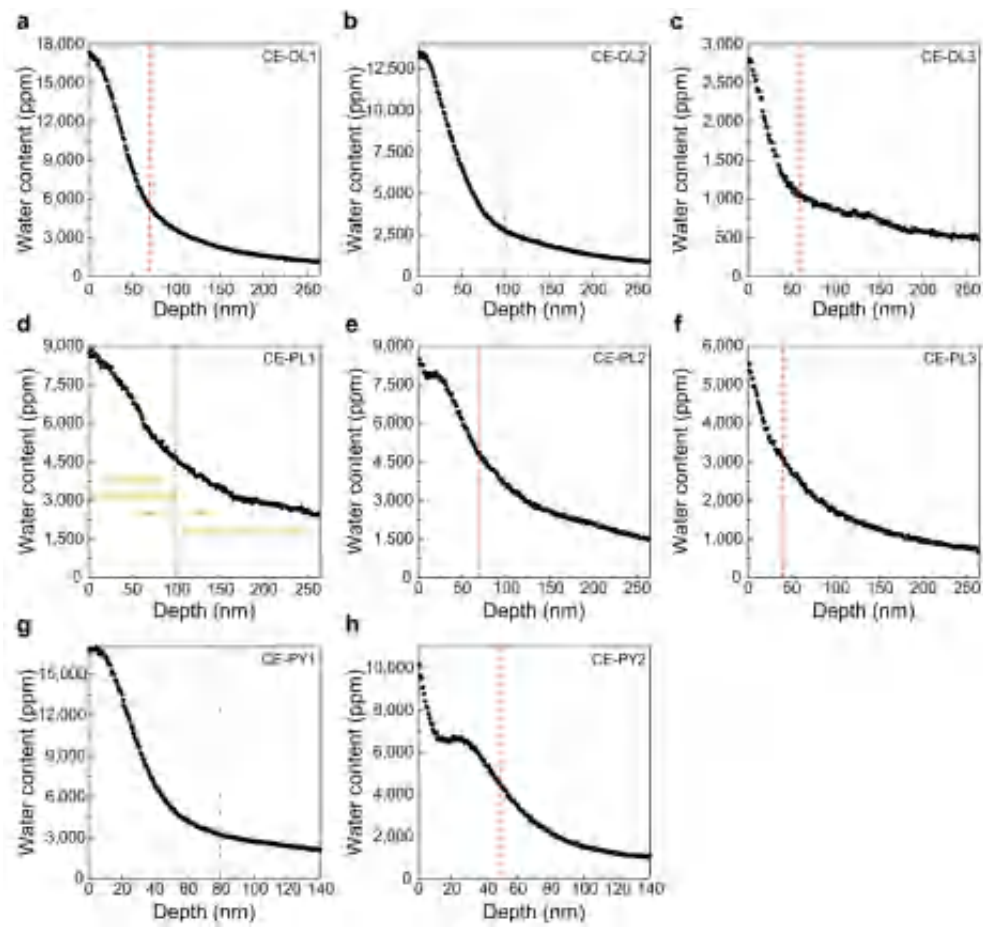 a
CE-OL1
Water content (ppm)
18,000
15,000
12,000
9,000
6,000
3,000
0
0 50 100 150 200 250
Depth (nm)
b
CE-OL2
Water content (ppm)
12,500
10,000
7,500
5,000
2,500
0
0 50 100 150 200 250
Depth (nm)
c
CE-OL3
Water content (ppm)
3,000
2,500
2,000
1,500
1,000
500
0
0 50 100 150 200 250
Depth (nm)
d
CE-PL1
Water content (ppm)
9,000
7,500
6,000
4,500
3,000
1,500
0
0 50 100 150 200 250
Depth (nm)
e
CE-PL2
Water content (ppm)
9,000
7,500
6,000
4,500
3,000
1,500
0
0 50 100 150 200 250
Depth (nm)
f
CE-PL3
Water content (ppm)
6,000
5,000
4,000
3,000
2,000
1,000
0
0 50 100 150 200 250
Depth (nm)
g
CE-PY1
Water content (ppm)
15,000
12,000
9,000
6,000
3,000
0
0 20 40 60 80 100 120 140
Depth (nm)
h
CE-PY2
Water content (ppm)
10,000
8,000
6,000
4,000
2,000
0
0 20 40 60 80 100 120 140
Depth (nm)